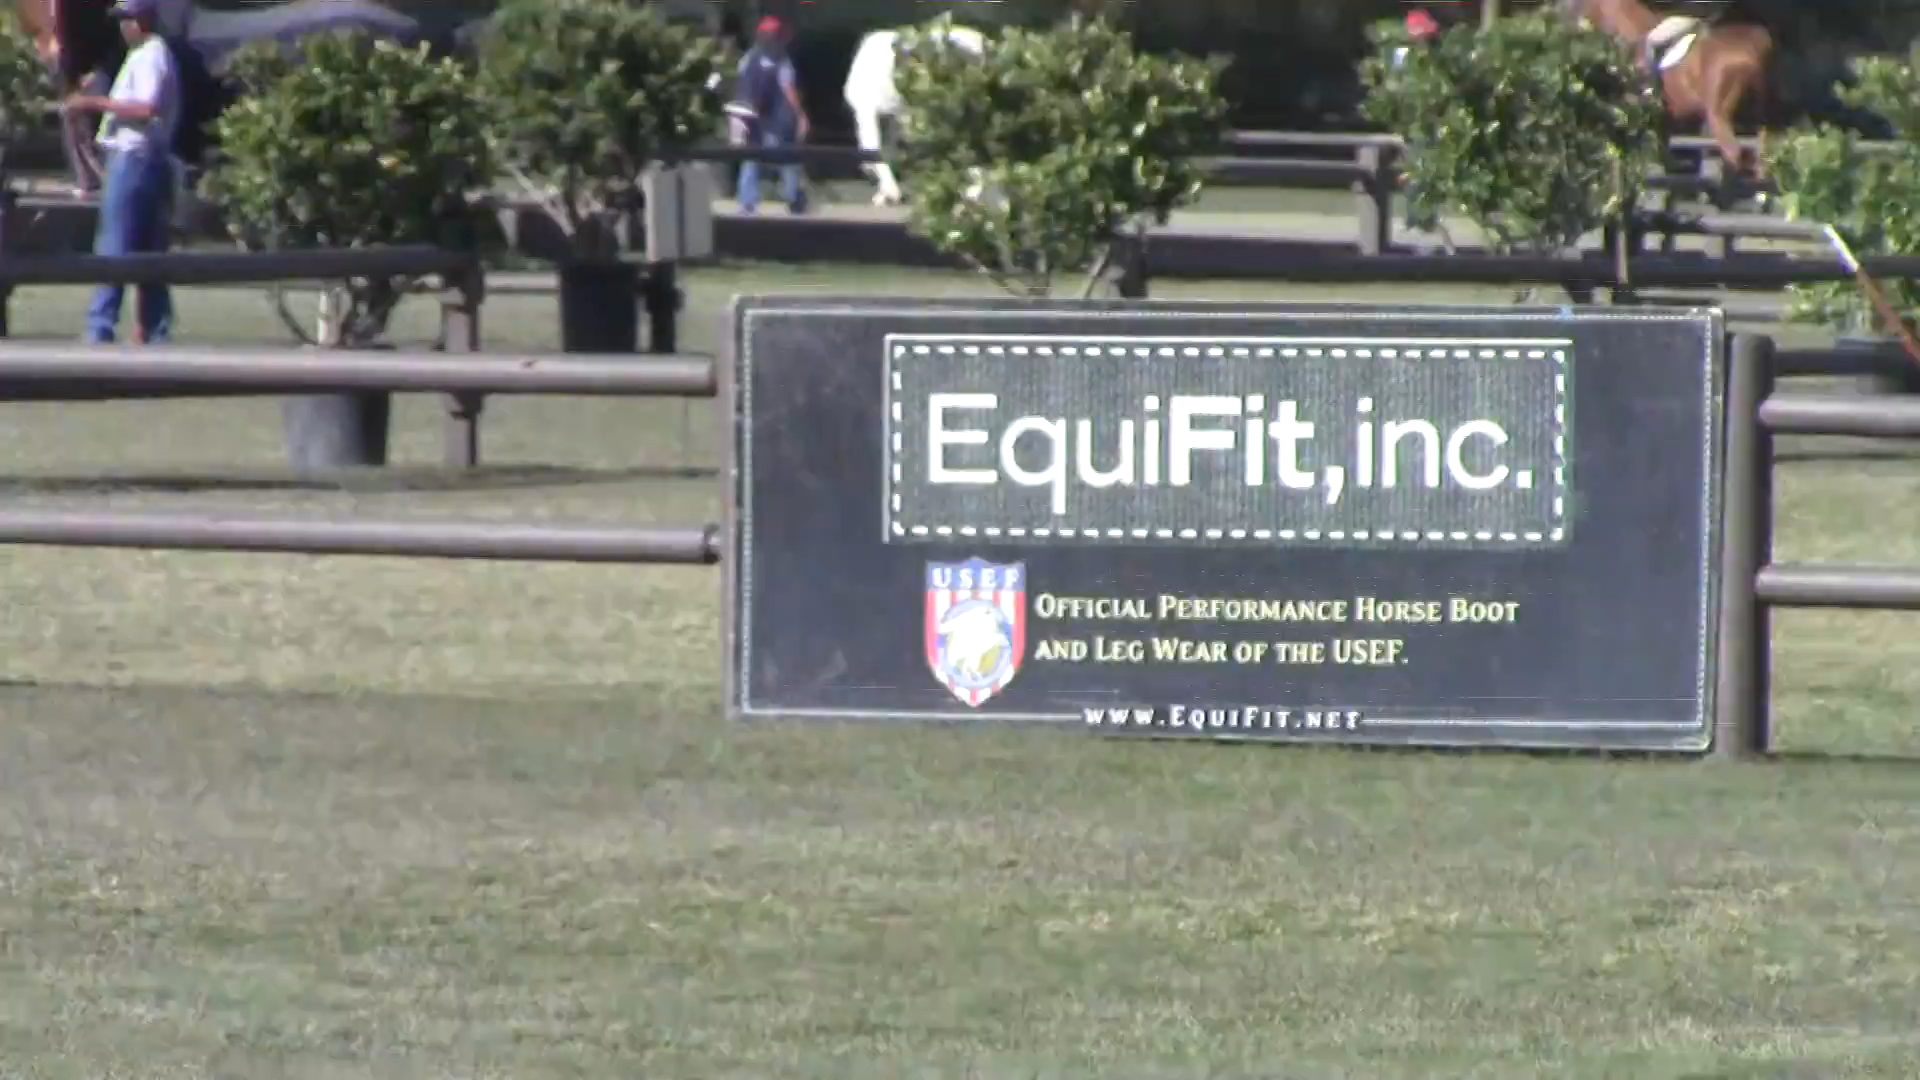 EquiFit, inc.
USEF
OFFICIAL PERFORMANCE HORSE BOOT
AND LEG WEAR OF THE USEF.
WWW.EQUIFIT.NET